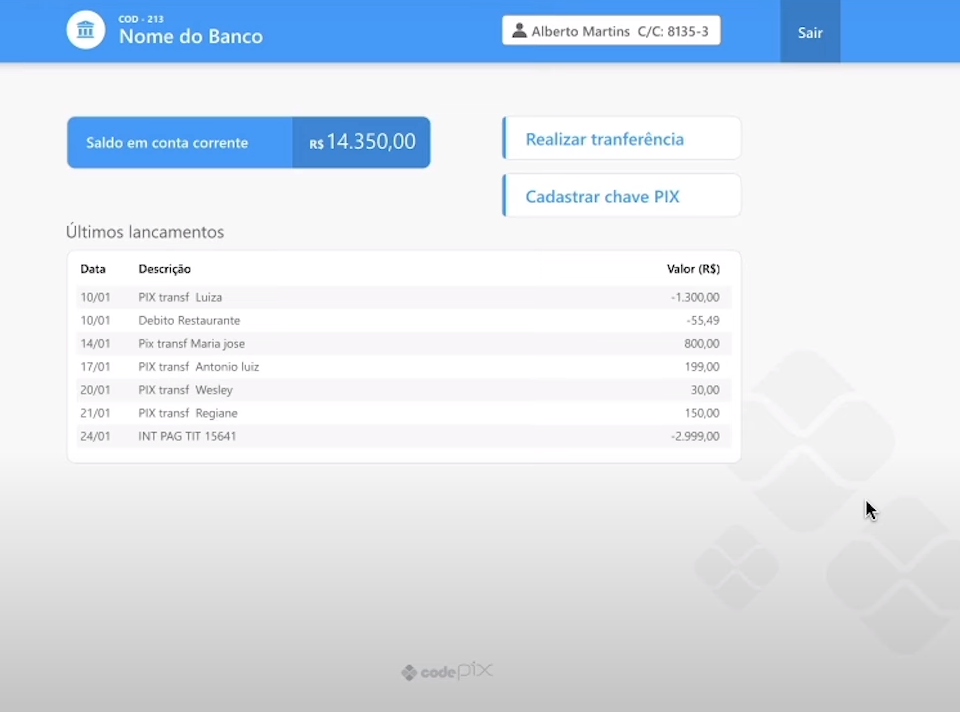 COD - 213
Nome do Banco
Alberto Martins C/C: 8135-3
Sair
Saldo em conta corrente
R$ 14.350,00
Realizar tranferência
Cadastrar chave PIX
Últimos lancamentos
Data Descrição Valor (R$)
10/01 PIX transf Luiza -1.300,00
10/01 Debito Restaurante -55,49
14/01 Pix transf Maria jose 800,00
17/01 PIX transf Antonio luiz 199,00
20/01 PIX transf Wesley 30,00
21/01 PIX transf Regiane 150,00
24/01 INT PAG TIT 15641 -2.999,00
codepix